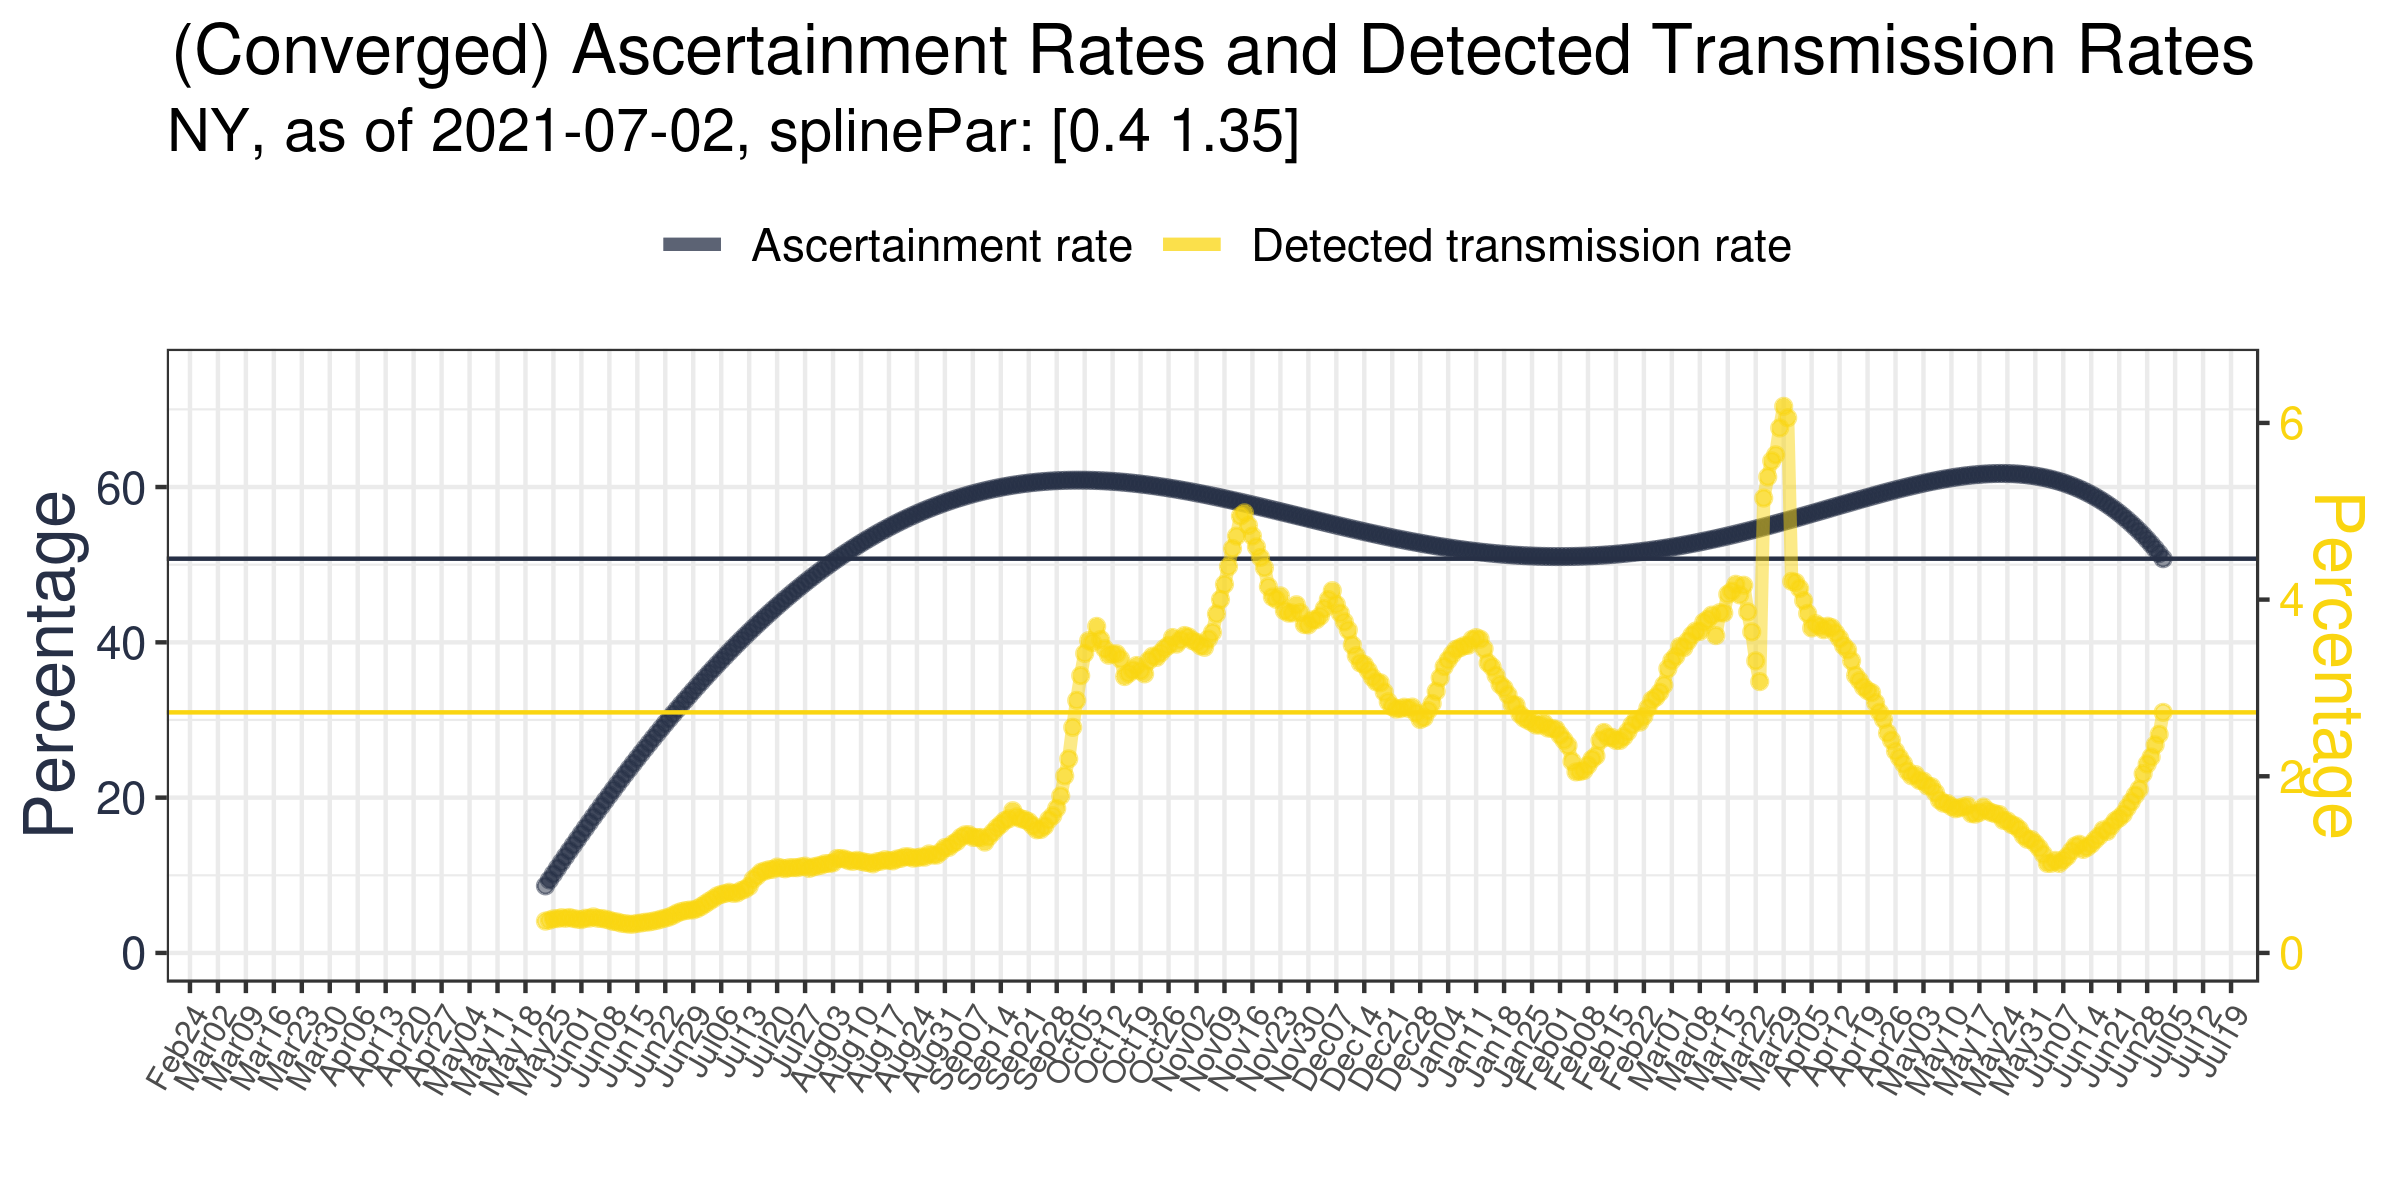 (Converged) Ascertainment Rates and Detected Transmission Rates
NY, as of 2021-07-02, splinePar: [0.4 1.35]
Ascertainment rate Detected transmission rate
Percentage
60
40
20
0
6
4
2
0
Percentage
Feb24
Mar02
Mar09
Mar16
Mar23
Mar30
Apr06
Apr13
Apr20
Apr27
May04
May11
May18
May25
Jun01
Jun08
Jun15
Jun22
Jun29
Jul06
Jul13
Jul20
Jul27
Aug03
Aug10
Aug17
Aug24
Aug31
Sep07
Sep14
Sep21
Sep28
Oct05
Oct12
Oct19
Oct26
Nov02
Nov09
Nov16
Nov23
Nov30
Dec07
Dec14
Dec21
Dec28
Jan04
Jan11
Jan18
Jan25
Feb01
Feb08
Feb15
Feb22
Mar01
Mar08
Mar15
Mar22
Mar29
Apr05
Apr12
Apr19
Apr26
May03
May10
May17
May24
May31
Jun07
Jun14
Jun21
Jun28
Jul05
Jul12
Jul19